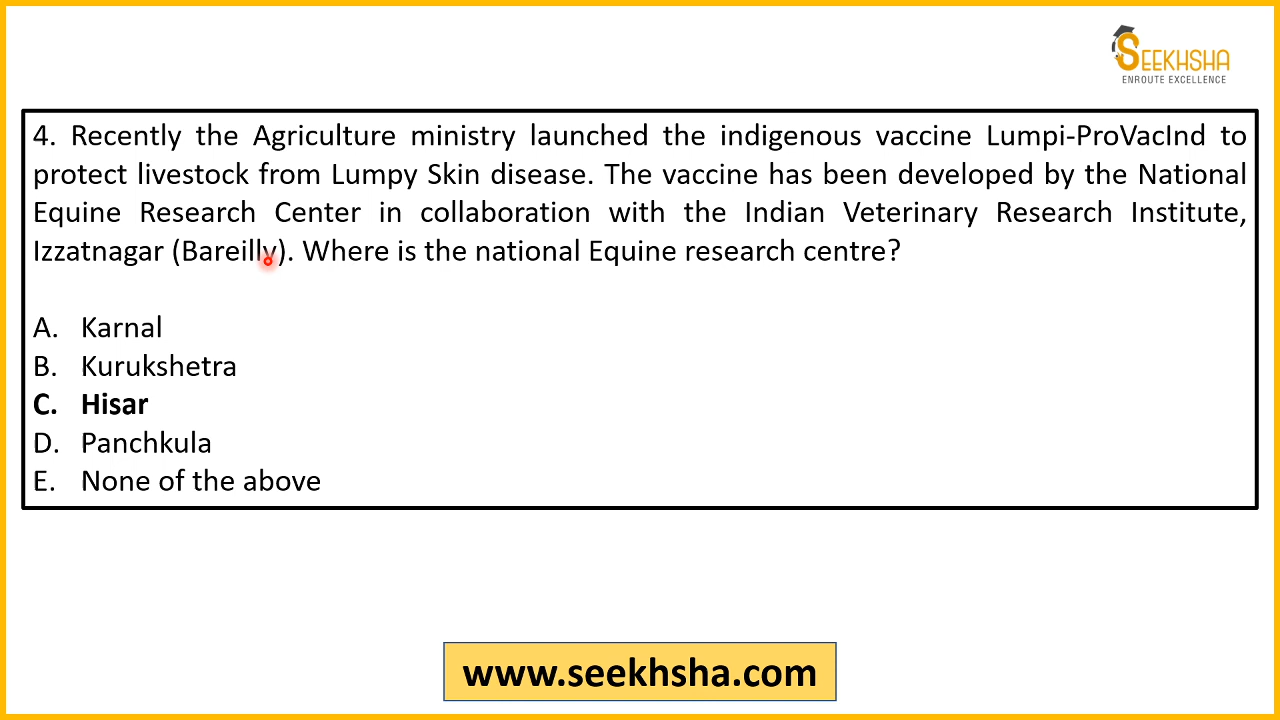 SEEKHSHA
ENROUTE EXCELLENCE
4. Recently the Agriculture ministry launched the indigenous vaccine Lumpi-ProVacInd to
protect livestock from Lumpy Skin disease. The vaccine has been developed by the National
Equine Research Center in collaboration with the Indian Veterinary Research Institute,
Izzatnagar (Bareilly). Where is the national Equine research centre?
A. Karnal
B. Kurukshetra
C. Hisar
D. Panchkula
E. None of the above
www.seekhsha.com